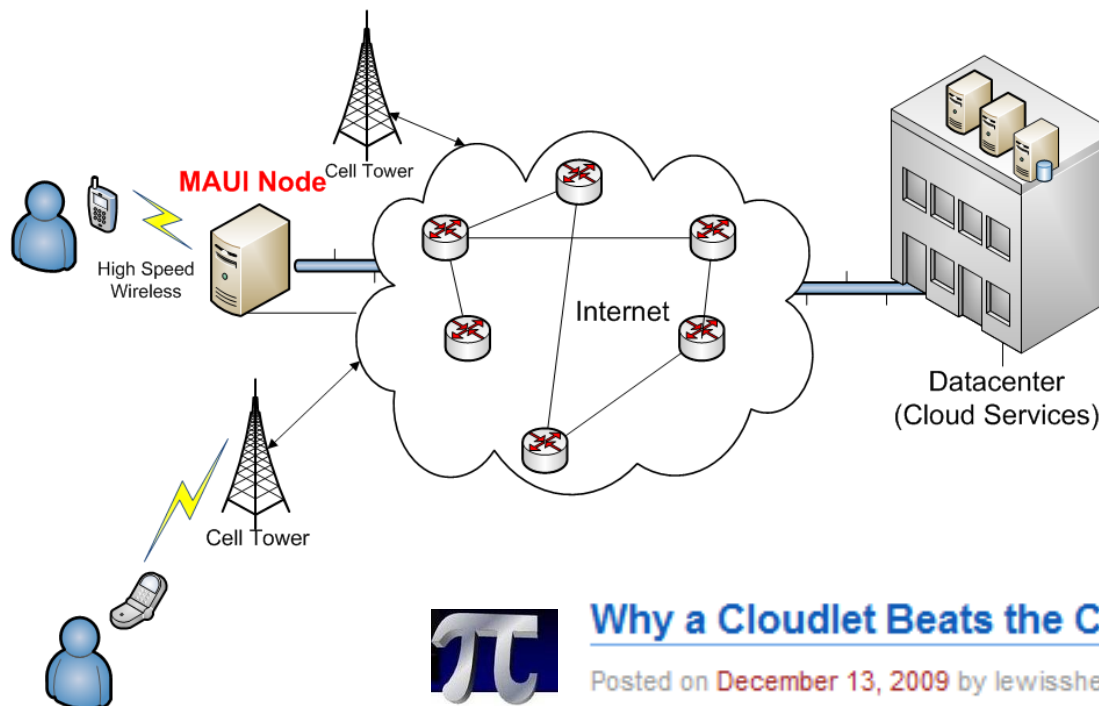 Cell Tower
MAUI Node
High Speed
Wireless
Internet
Datacenter
(Cloud Services)
Cell Tower
π
Why a Cloudlet Beats the C
Posted on December 13, 2009 by lewisshe